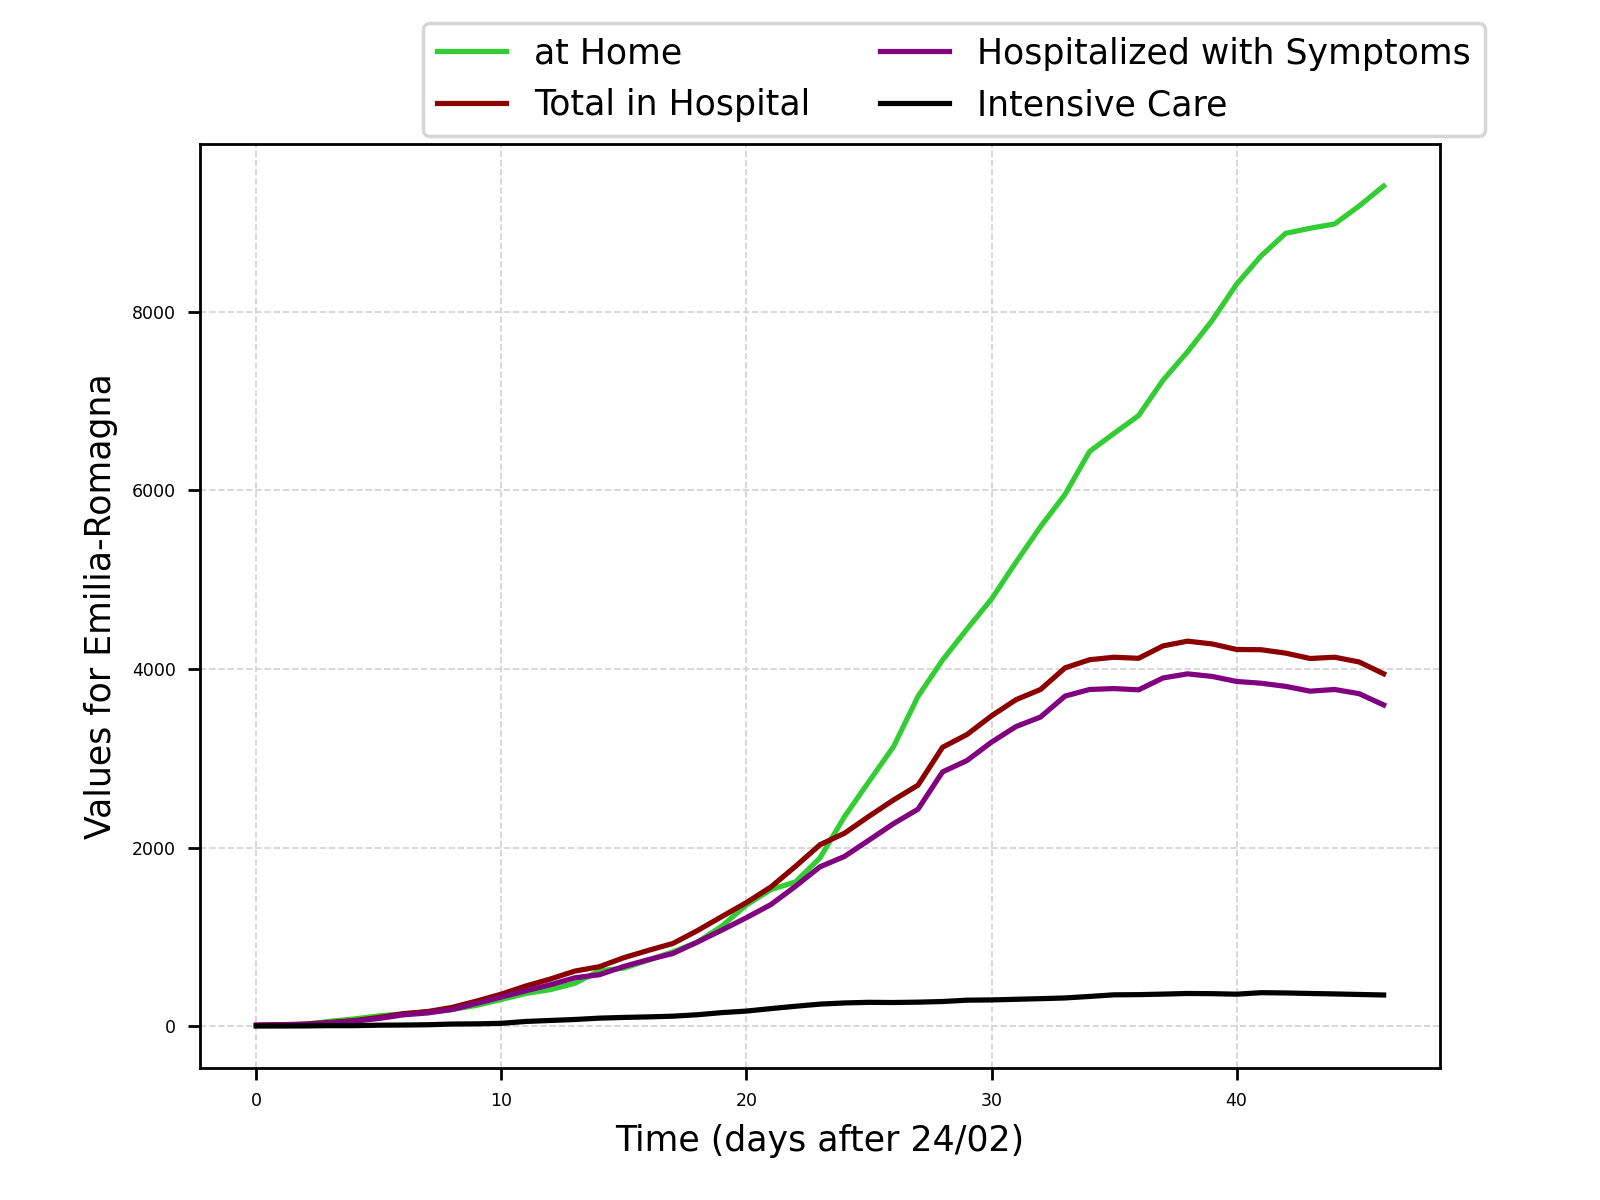 at Home
Total in Hospital
Hospitalized with Symptoms
Intensive Care
Values for Emilia-Romagna
8000
6000
4000
2000
0
0 10 20 30 40
Time (days after 24/02)